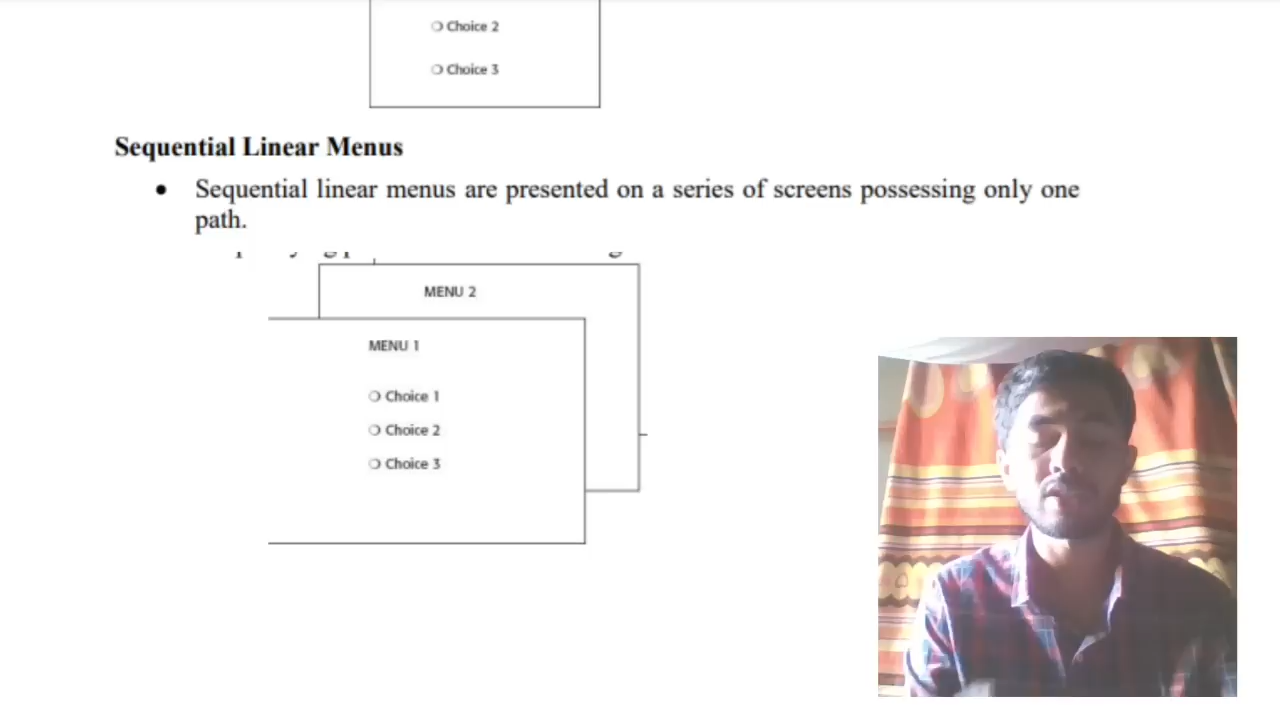 Choice 2
Choice 3
Sequential Linear Menus
Sequential linear menus are presented on a series of screens possessing only one
path.
MENU 2
MENU 1
Choice 1
Choice 2
Choice 3